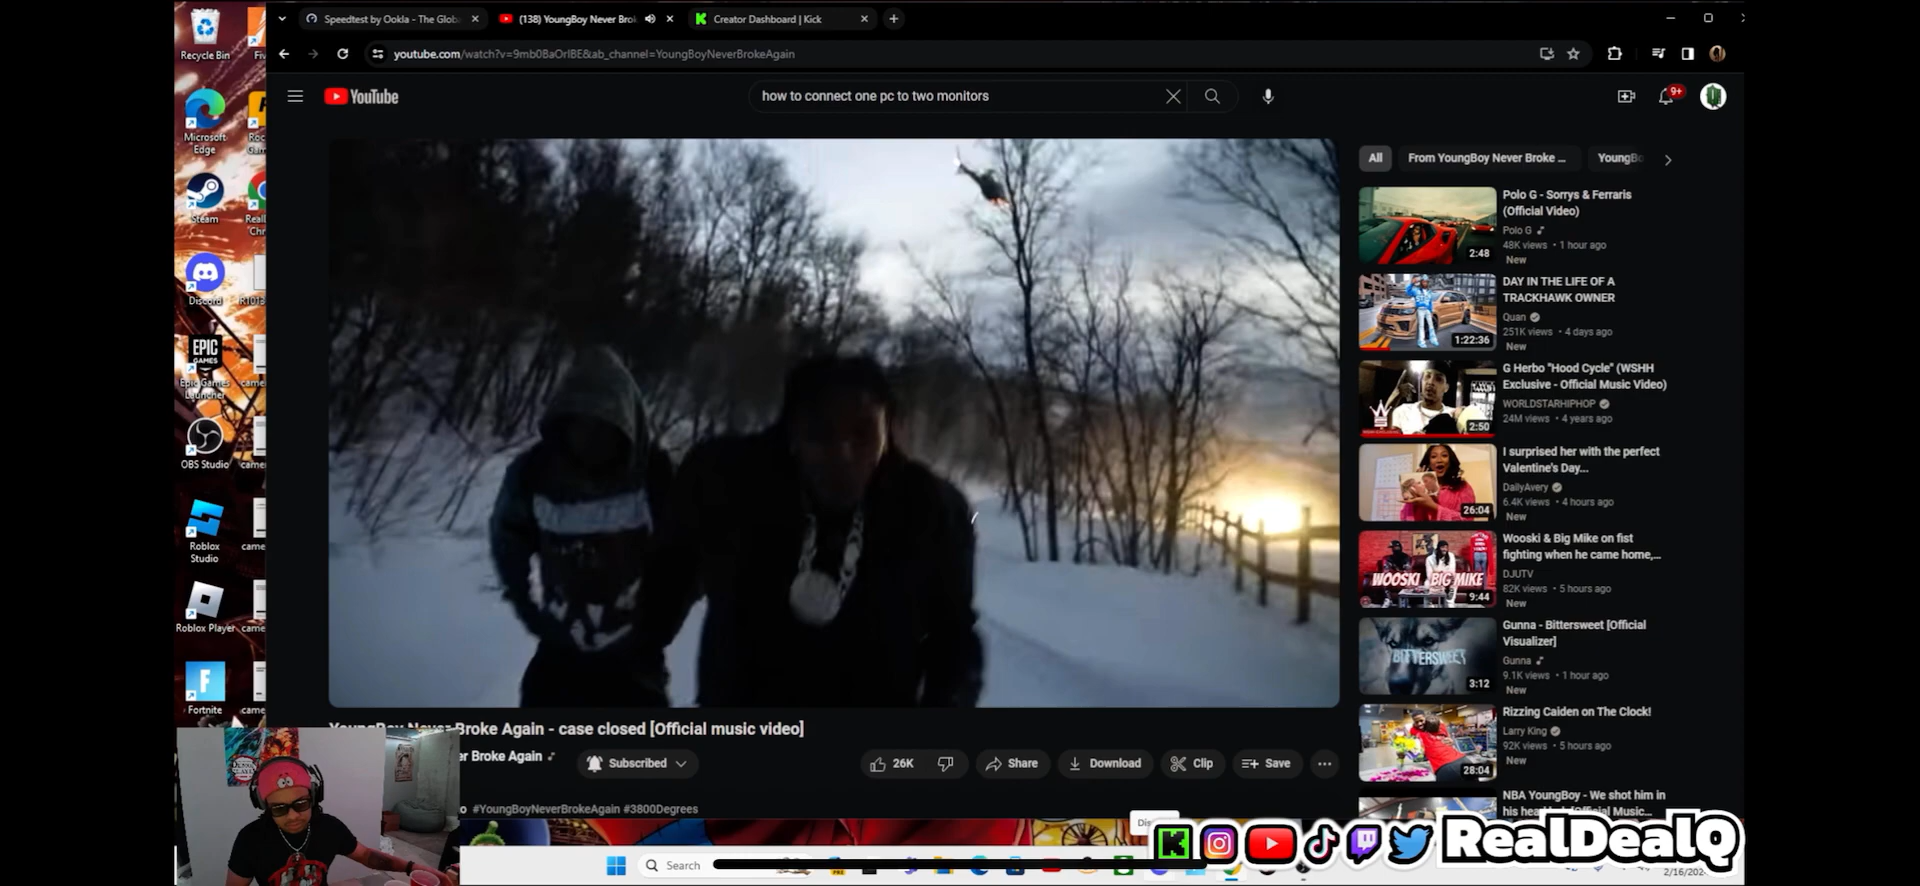 Speedtest by Ookla - The Glob
(138) YoungBoy Never Brok
Creator Dashboard | Kick
youtube.com/watch?v=9mb0BaOrIBE&ab_channel=YoungBoyNeverBrokeAgain
YouTube
how to connect one pc to two monitors
9+
Recycle Bin
Microsoft
Edge
Steam
Discord
Epic Games
Launcher
OBS Studio
Roblox
Studio
Roblox Player
Fortnite
All
From YoungBoy Never Broke ...
YoungBo
Polo G - Sorrys & Ferraris
(Official Video)
Polo G
48K views • 1 hour ago
New
2:48
DAY IN THE LIFE OF A
TRACKHAWK OWNER
Quan
251K views • 4 days ago
New
1:22:36
G Herbo "Hood Cycle" (WSHH
Exclusive - Official Music Video)
WORLDSTARHIPHOP
24M views • 4 years ago
2:50
I surprised her with the perfect
Valentine's Day...
DailyAvery
6.4K views • 4 hours ago
New
26:04
Wooski & Big Mike on fist
fighting when he came home,...
DJUTV
82K views • 5 hours ago
New
WOOSKI BIG MIKE
9:44
Gunna - Bittersweet [Official
Visualizer]
Gunna
9.1K views • 1 hour ago
New
BITTERSWEET
3:12
Rizzing Caiden on The Clock!
Larry King
92K views • 5 hours ago
New
28:04
NBA YoungBoy - We shot him in
YoungBoy Never Broke Again - case closed [Official music video]
er Broke Again
Subscribed
26K
Share
Download
Clip
Save
#YoungBoyNeverBrokeAgain #3800Degrees
Search
RealDealQ